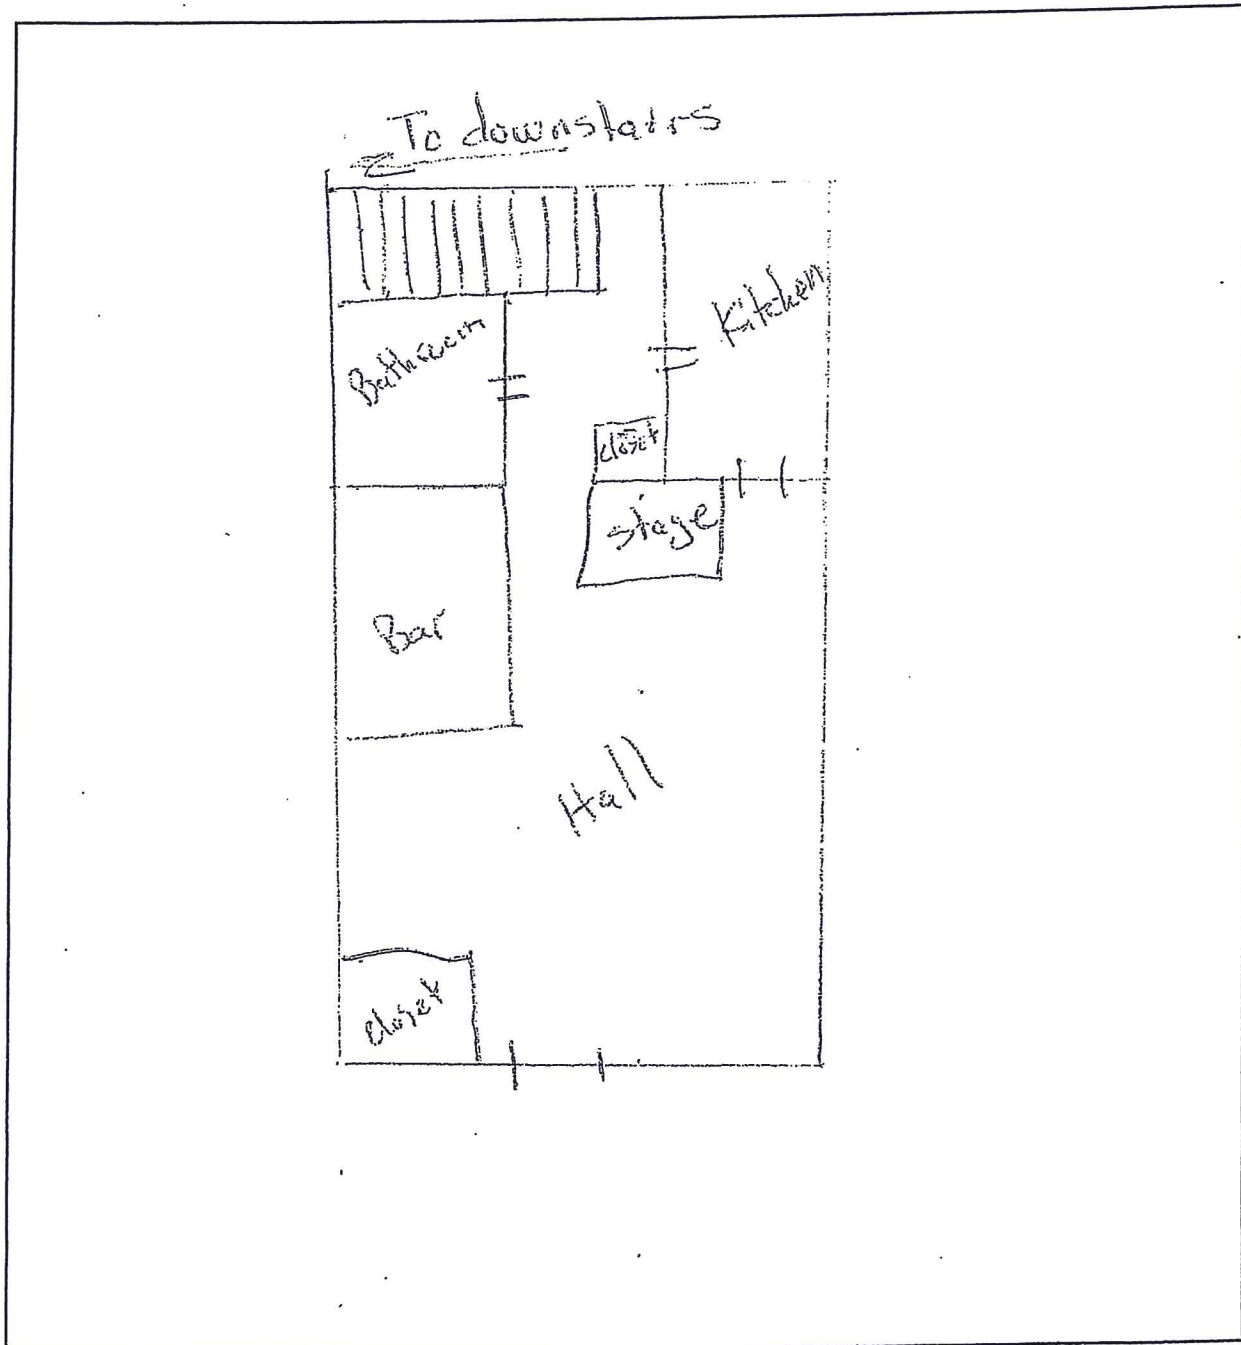 To downstairs
Bathroom
Kitchen
closet
stage
Bar
Hall
closet